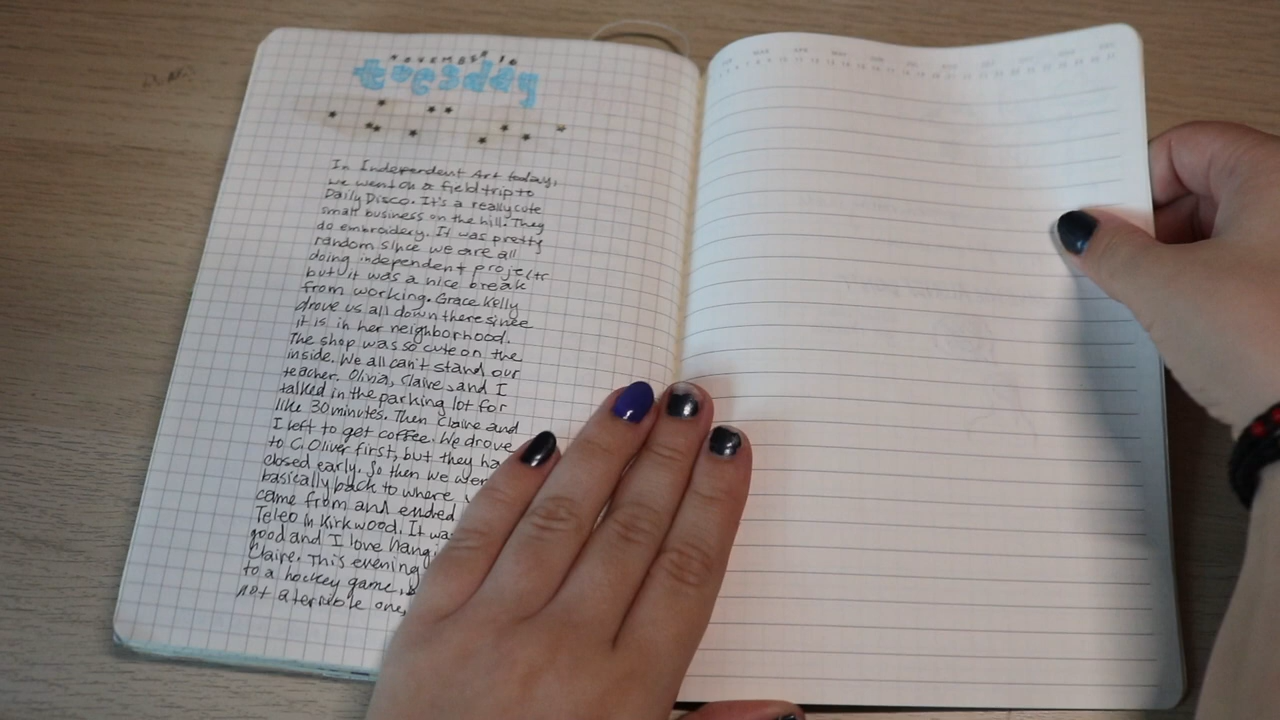 NOVEMBER 16
tuesday
In Independent Art today,
we went on a field trip to
Daily Disco. It's a really cute
small business on the hill. They
do embroidery. It was pretty
random since we are all
doing independent projects
but it was a nice break
from working. Grace Kelly
drove us all down there since
it is in her neighborhood.
The shop was so cute on the
inside. We all can't stand our
teacher. Olivia, Claire, and I
talked in the parking lot for
like 30 minutes. Then Claire and
I left to get coffee. We drove
to C. Oliver first, but they ha
closed early. So then we wen
basically back to where
came from and ended
Teleo in Kirkwood. It wa
good and I love hang
Claire. This evening
to a hockey game,
not a terrible one,